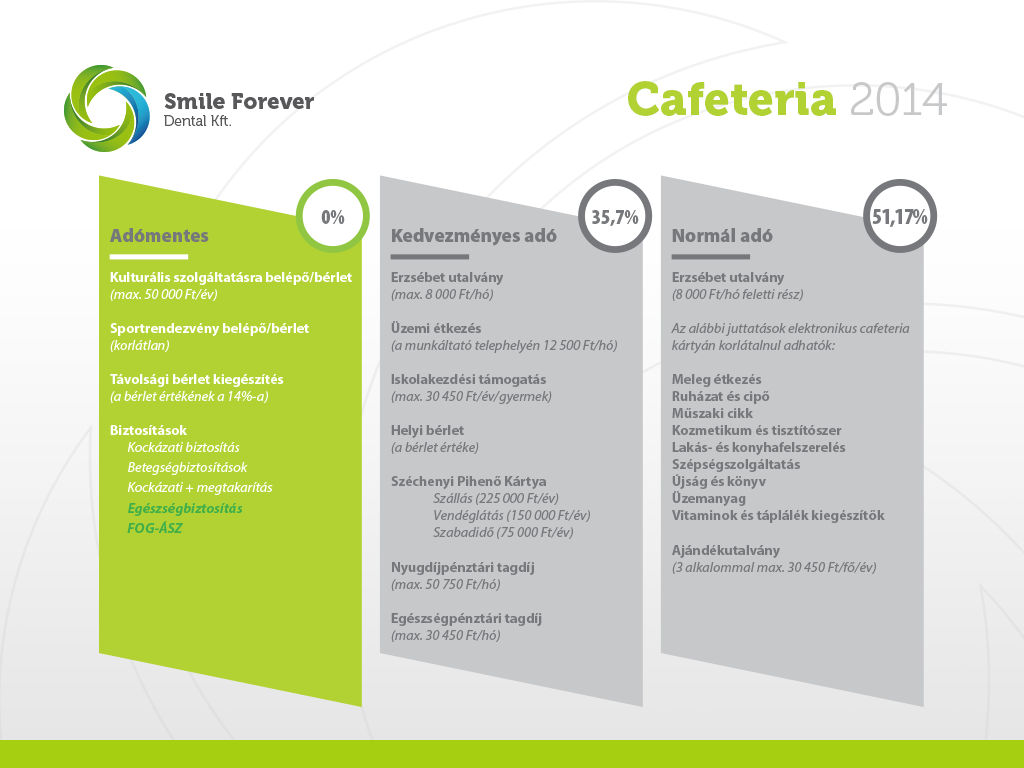 Smile Forever
Dental Kft.
Cafeteria 2014
0%
Adómentes
Kulturális szolgáltatásra belépő/bérlet
(max. 50 000 Ft/év)
Sportrendezvény belépő/bérlet
(korlátlan)
Távolsági bérlet kiegészítés
(a bérlet értékének a 14%-a)
Biztosítások
Kockázati biztosítás
Betegségbiztosítások
Kockázati + megtakarítás
Egészségbiztosítás
FOG-ÁSZ
35,7%
Kedvezményes adó
Erzsébet utalvány
(max. 8 000 Ft/hó)
Üzemi étkezés
(a munkáltató telephelyén 12 500 Ft/hó)
Iskolakezdési támogatás
(max. 30 450 Ft/év/gyermek)
Helyi bérlet
(a bérlet értéke)
Széchenyi Pihenő Kártya
Szállás (225 000 Ft/év)
Vendéglátás (150 000 Ft/év)
Szabadidő (75 000 Ft/év)
Nyugdíjpénztári tagdíj
(max. 50 750 Ft/hó)
Egészségpénztári tagdíj
(max. 30 450 Ft/hó)
51,17%
Normál adó
Erzsébet utalvány
(8 000 Ft/hó feletti rész)
Az alábbi juttatások elektronikus cafeteria
kártyán korlátalnul adhatók:
Meleg étkezés
Ruházat és cipő
Műszaki cikk
Kozmetikum és tisztítószer
Lakás- és konyhafelszerelés
Szépségszolgáltatás
Újság és könyv
Üzemanyag
Vitaminok és táplálék kiegészítők
Ajándékutalvány
(3 alkalommal max. 30 450 Ft/fő/év)